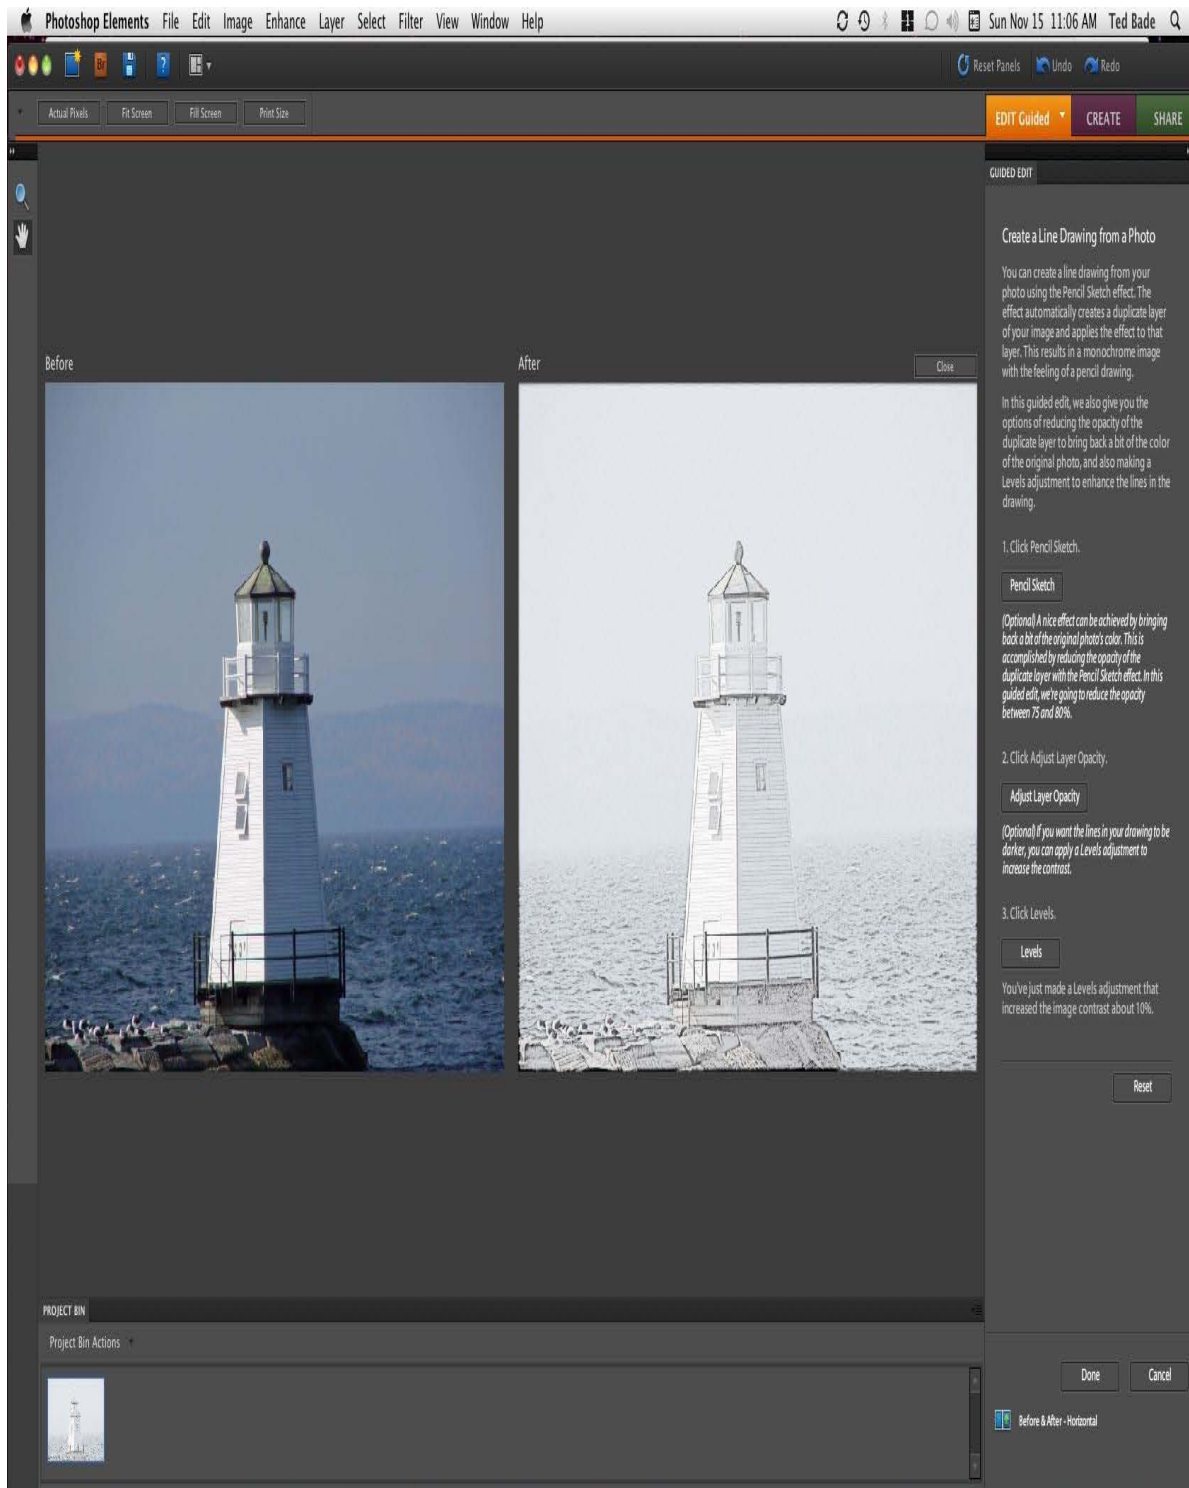 Photoshop Elements File Edit Image Enhance Layer Select Filter View Window Help Sun Nov 15 11:06 AM Ted Bade
Br ? Reset Panels Undo Redo
Actual Pixels Fit Screen Fill Screen Print Size EDIT Guided CREATE SHARE
GUIDED EDIT
Create a Line Drawing from a Photo
You can create a line drawing from your
photo using the Pencil Sketch effect. The
effect automatically creates a duplicate layer
of your image and applies the effect to that
layer. This results in a monochrome image
with the feeling of a pencil drawing.
In this guided edit, we also give you the
options of reducing the opacity of the
duplicate layer to bring back a bit of the color
of the original photo, and also making a
Levels adjustment to enhance the lines in the
drawing.
1. Click Pencil Sketch.
Pencil Sketch
(Optional) A nice effect can be achieved by bringing
back a bit of the original photo's color. This is
accomplished by reducing the opacity of the
duplicate layer with the Pencil Sketch effect. In this
guided edit, we're going to reduce the opacity
between 75 and 80%.
2. Click Adjust Layer Opacity.
Adjust Layer Opacity
(Optional) If you want the lines in your drawing to be
darker, you can apply a Levels adjustment to
increase the contrast.
3. Click Levels.
Levels
You've just made a Levels adjustment that
increased the image contrast about 10%.
Reset
Before After Close
PROJECT BIN
Project Bin Actions
Done Cancel
Before & After - Horizontal